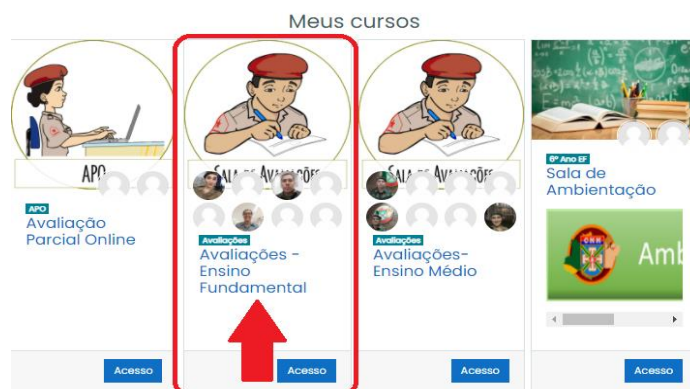 Meus cursos
APO
APO
Avaliação
Parcial Online
Acesso
SALA DE AVALIAÇÕES
Avaliações
Avaliações -
Ensino
Fundamental
Acesso
SALA DE AVALIAÇÕES
Avaliações
Avaliações-
Ensino Médio
Acesso
6º Ano EF
Sala de
Ambientação
Amb
Acesso